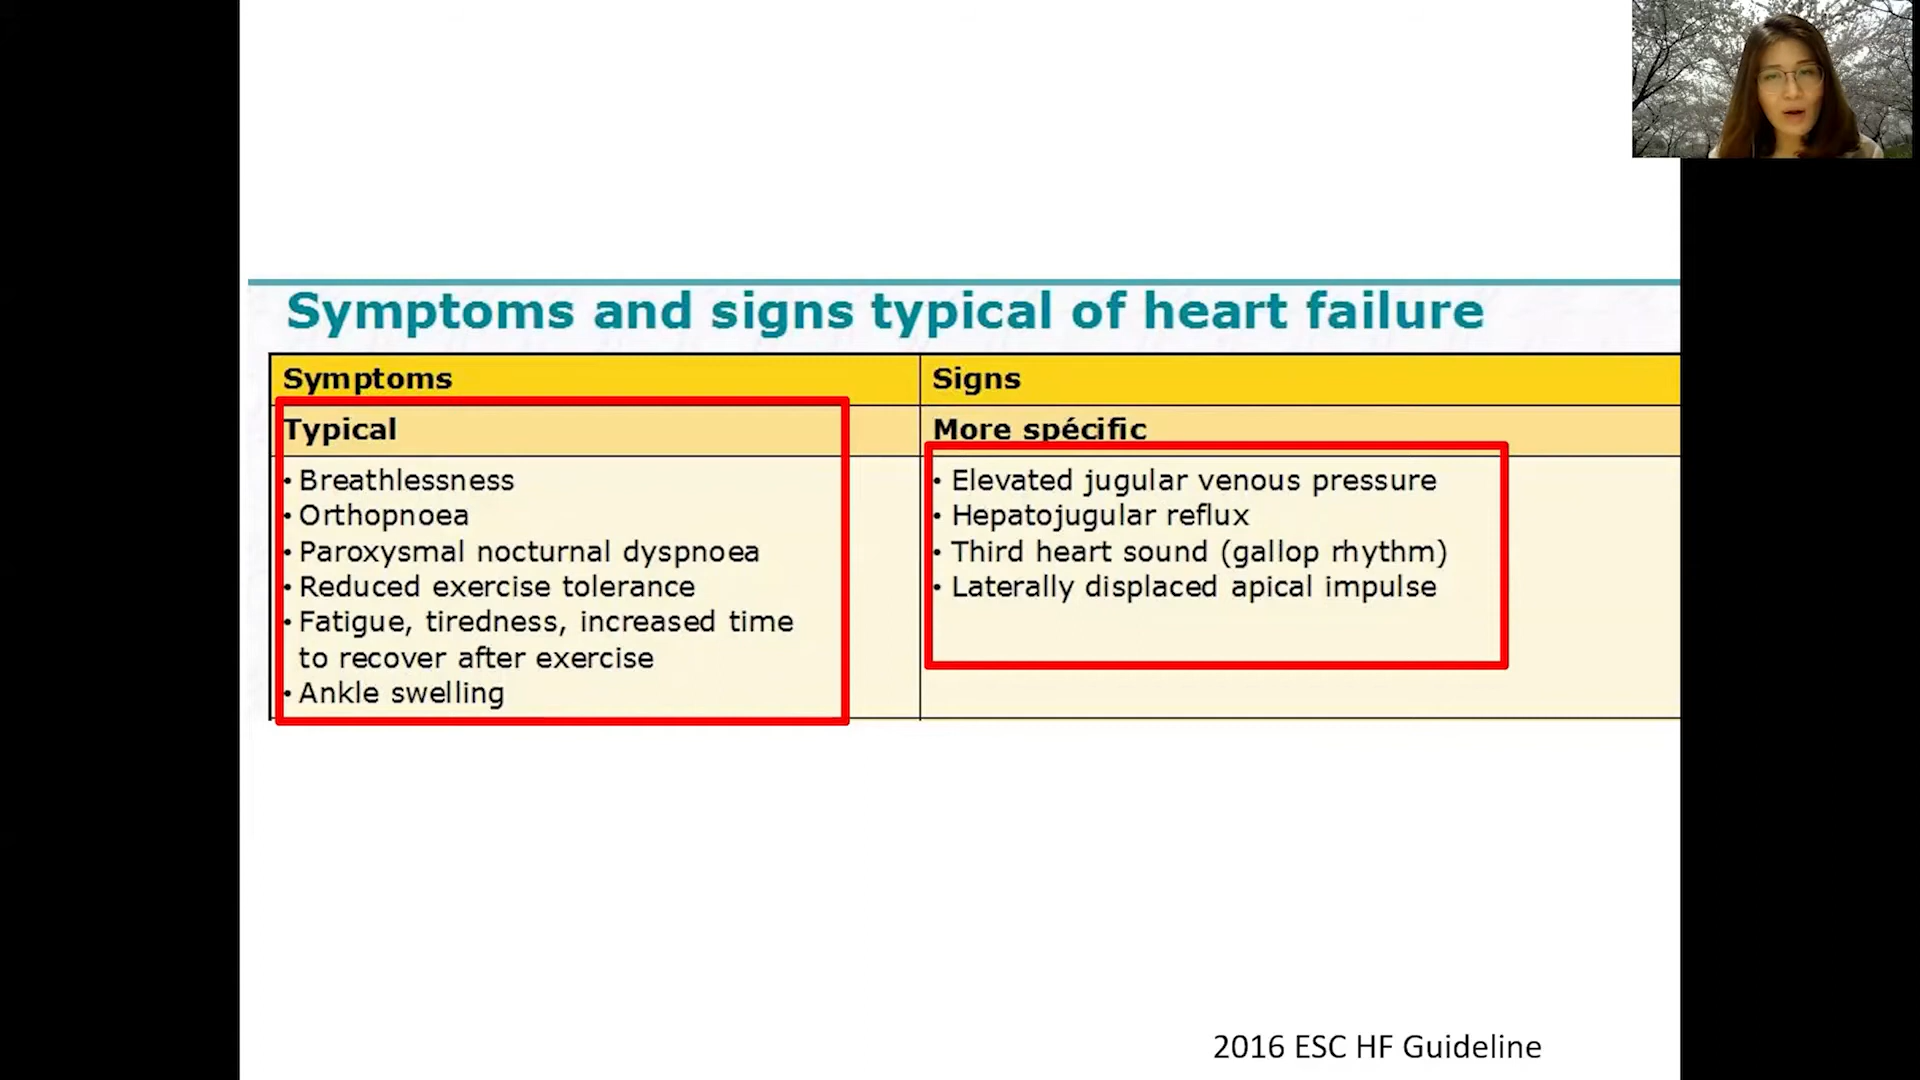 Symptoms and signs typical of heart failure
Symptoms
Signs
Typical
More spécific
• Breathlessness
• Orthopnoea
• Paroxysmal nocturnal dyspnoea
• Reduced exercise tolerance
• Fatigue, tiredness, increased time
to recover after exercise
• Ankle swelling
• Elevated jugular venous pressure
• Hepatojugular reflux
• Third heart sound (gallop rhythm)
• Laterally displaced apical impulse
2016 ESC HF Guideline